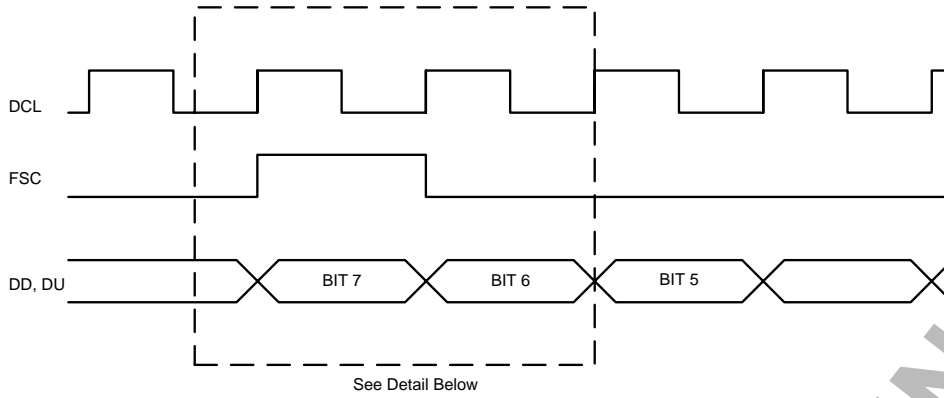 DCL
FSC
DD, DU
BIT 7
BIT 6
BIT 5
See Detail Below